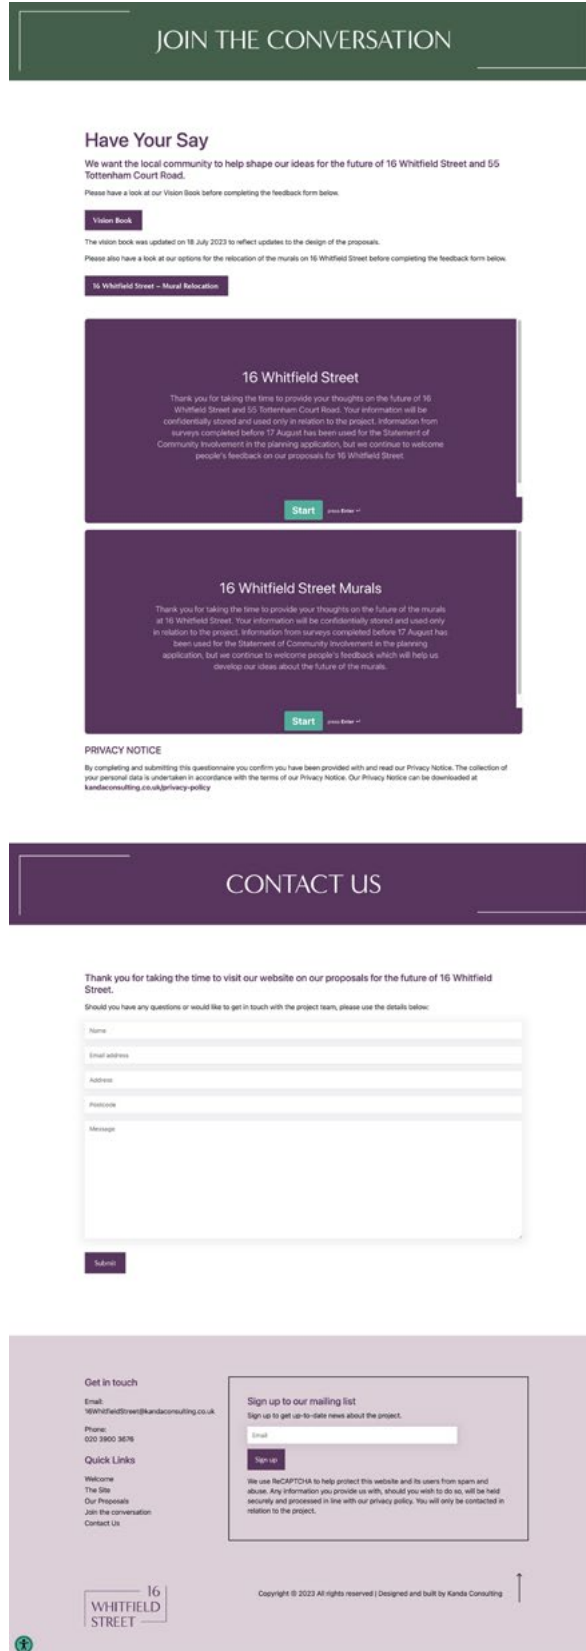 JOIN THE CONVERSATION
Have Your Say
We want the local community to help shape our ideas for the future of 16 Whitfield Street and 55
Tottenham Court Road.
Please have a look at our Vision Book before completing the feedback form below.
Vision Book
The vision book was updated on 18 July 2023 to reflect updates to the design of the proposals.
Please also have a look at our options for the relocation of the murals on 16 Whitfield Street before completing the feedback form below.
16 Whitfield Street – Mural Relocation
16 Whitfield Street
Thank you for taking the time to provide your thoughts on the future of 16
Whitfield Street and 55 Tottenham Court Road. Your information will be
confidentially stored and used only in relation to the project. Information from
surveys completed before 17 August has been used for the Statement of
Community Involvement in the planning application, but we continue to welcome
people's feedback on our proposals for 16 Whitfield Street
Start press Enter ↵
16 Whitfield Street Murals
Thank you for taking the time to provide your thoughts on the future of the murals
at 16 Whitfield Street. Your information will be confidentially stored and used only
in relation to the project. Information from surveys completed before 17 August has
been used for the Statement of Community Involvement in the planning
application, but we continue to welcome people's feedback which will help us
develop our ideas about the future of the murals.
Start press Enter ↵
PRIVACY NOTICE
By completing and submitting this questionnaire you confirm you have been provided with and read our Privacy Notice. The collection of
your personal data is undertaken in accordance with the terms of our Privacy Notice. Our Privacy Notice can be downloaded at
kandaconsulting.co.uk/privacy-policy
CONTACT US
Thank you for taking the time to visit our website on our proposals for the future of 16 Whitfield
Street.
Should you have any questions or would like to get in touch with the project team, please use the details below:
Name
Email address
Address
Postcode
Message
Submit
Get in touch
Email:
16WhitfieldStreet@kandaconsulting.co.uk
Phone:
020 3900 3676
Quick Links
Welcome
The Site
Our Proposals
Join the conversation
Contact Us
Sign up to our mailing list
Sign up to get up-to-date news about the project.
Email
Sign up
We use ReCAPTCHA to help protect this website and its users from spam and
abuse. Any information you provide us with, should you wish to do so, will be held
securely and processed in line with our privacy policy. You will only be contacted in
relation to the project.
16
WHITFIELD
STREET
Copyright © 2023 All rights reserved | Designed and built by Kanda Consulting